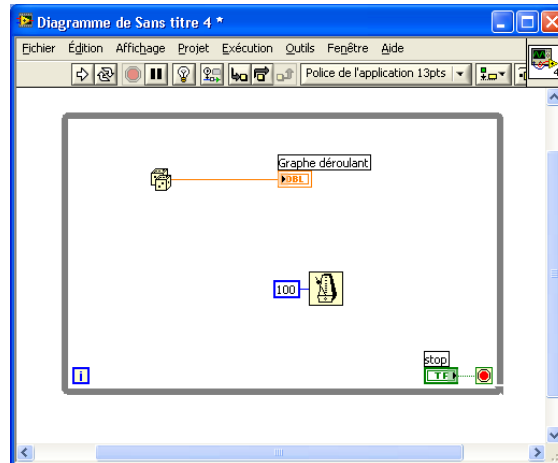 Diagramme de Sans titre 4 *
Fichier Édition Affichage Projet Exécution Outils Fenêtre Aide
Police de l'application 13pts
4
Graphe déroulant
DBL
100
stop
TF
i